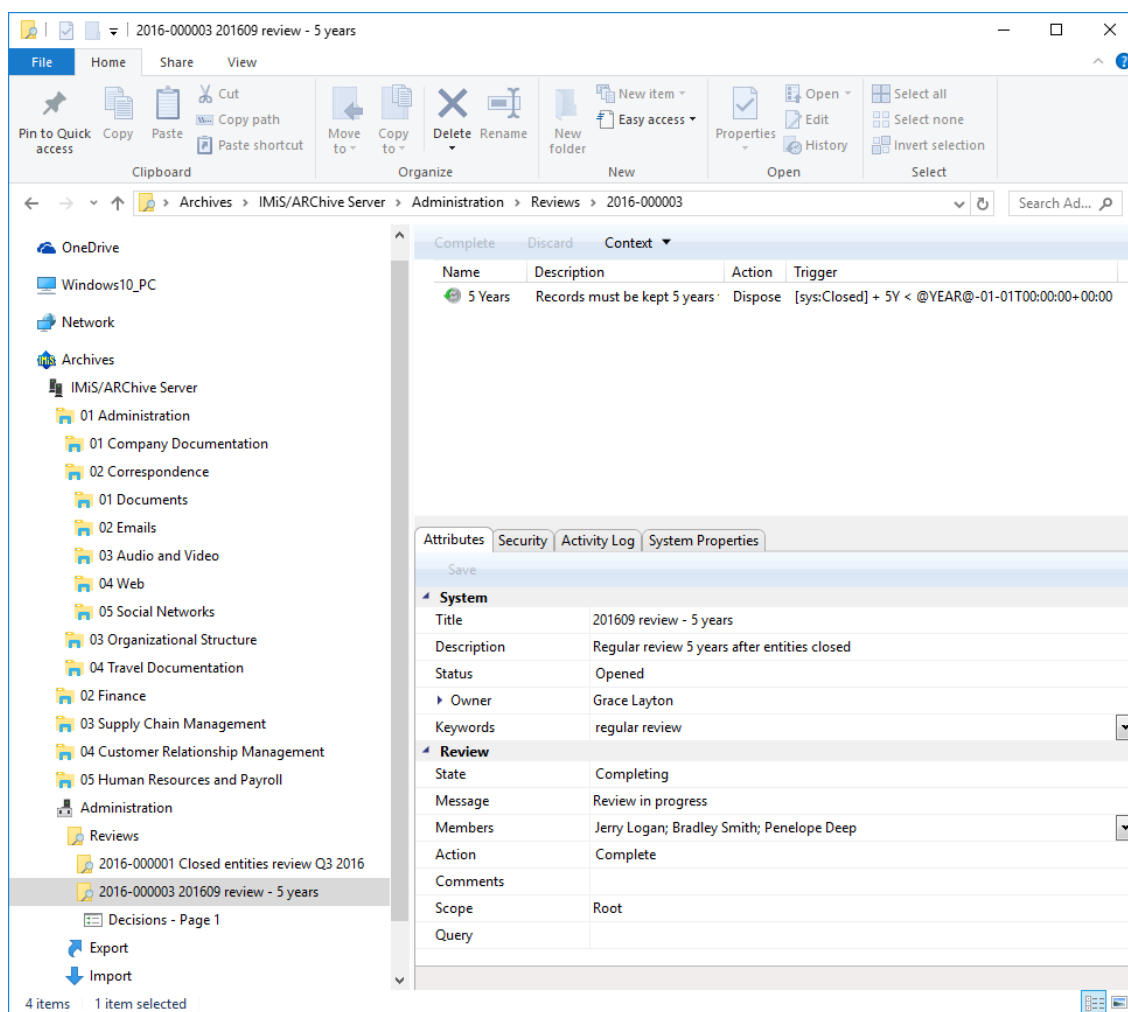 2016-000003 201609 review - 5 years
File Home Share View
Pin to Quick access
Copy
Paste
Cut
Copy path
Paste shortcut
Clipboard
Move to
Copy to
Delete
Rename
Organize
New folder
New item
Easy access
New
Properties
Open
Edit
History
Open
Select all
Select none
Invert selection
Select
Archives > IMiS/ARChive Server > Administration > Reviews > 2016-000003
Search Ad...
OneDrive
Windows10_PC
Network
Archives
IMiS/ARChive Server
01 Administration
01 Company Documentation
02 Correspondence
01 Documents
02 Emails
03 Audio and Video
04 Web
05 Social Networks
03 Organizational Structure
04 Travel Documentation
02 Finance
03 Supply Chain Management
04 Customer Relationship Management
05 Human Resources and Payroll
Administration
Reviews
2016-000001 Closed entities review Q3 2016
2016-000003 201609 review - 5 years
Decisions - Page 1
Export
Import
Complete Discard Context
Name Description Action Trigger
5 Years Records must be kept 5 years Dispose [sys:Closed] + 5Y < @YEAR@-01-01T00:00:00+00:00
Attributes Security Activity Log System Properties
Save
System
Title 201609 review - 5 years
Description Regular review 5 years after entities closed
Status Opened
Owner Grace Layton
Keywords regular review
Review
State Completing
Message Review in progress
Members Jerry Logan; Bradley Smith; Penelope Deep
Action Complete
Comments
Scope Root
Query
4 items 1 item selected